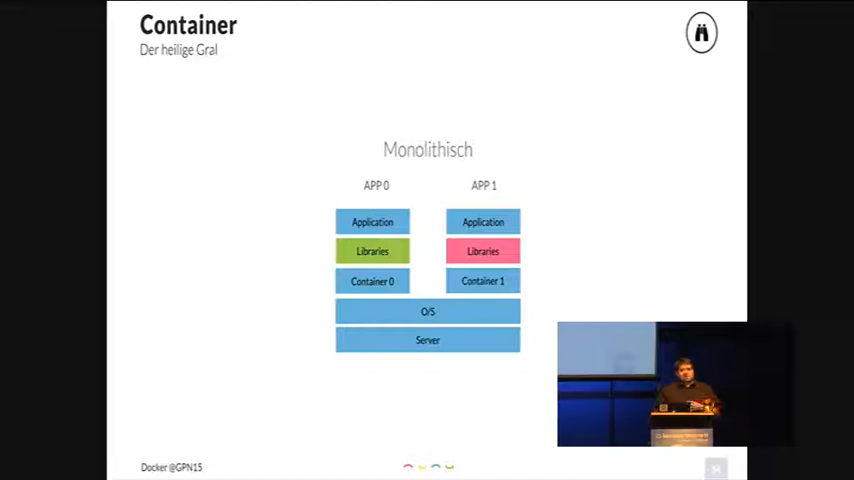 Container
Der heilige Gral
Monolithisch
APP 0
APP 1
Application
Application
Libraries
Libraries
Container 0
Container 1
O/S
Server
Docker @GPN15